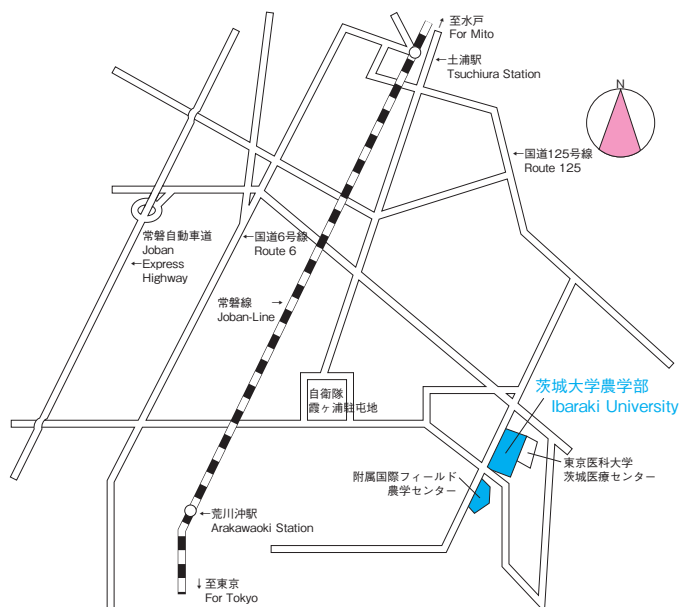 ↑至水戸
For Mito
←土浦駅
Tsuchiura Station
N
←国道125号線
Route 125
常磐自動車道
Joban
←Express
Highway
←国道6号線
Route 6
常磐線 →
Joban-Line
自衛隊
霞ヶ浦駐屯地
茨城大学農学部
Ibaraki University
東京医科大学
茨城医療センター
附属国際フィールド
農学センター
←荒川沖駅
Arakawaoki Station
↓至東京
For Tokyo